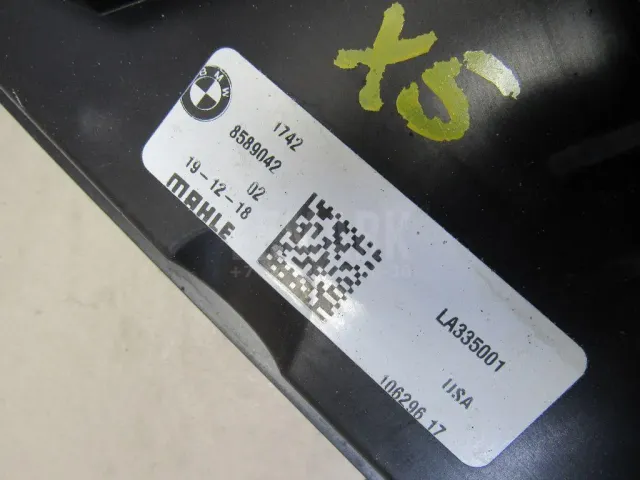 X5
BMW
1742
8589042
02
19-12-18
MAHLE
LA335001
USA
106296 17